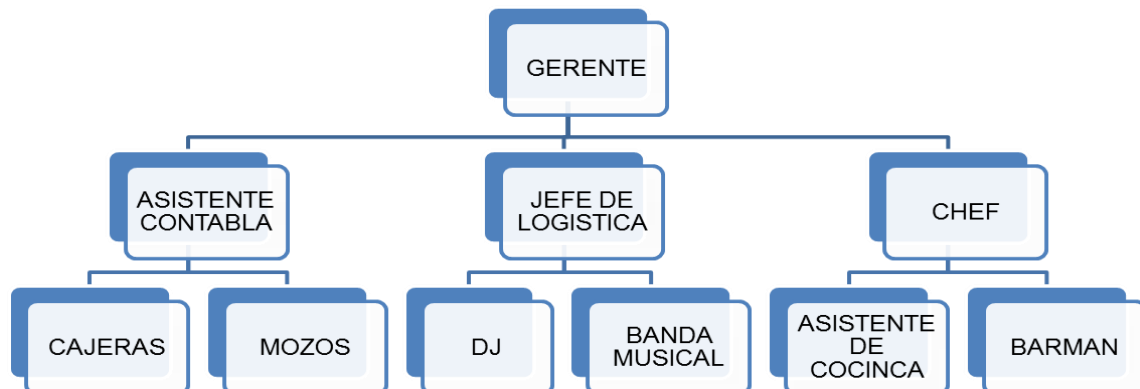 GERENTE
ASISTENTE
CONTABLA
JEFE DE
LOGISTICA
CHEF
CAJERAS
MOZOS
DJ
BANDA
MUSICAL
ASISTENTE
DE
COCINCA
BARMAN